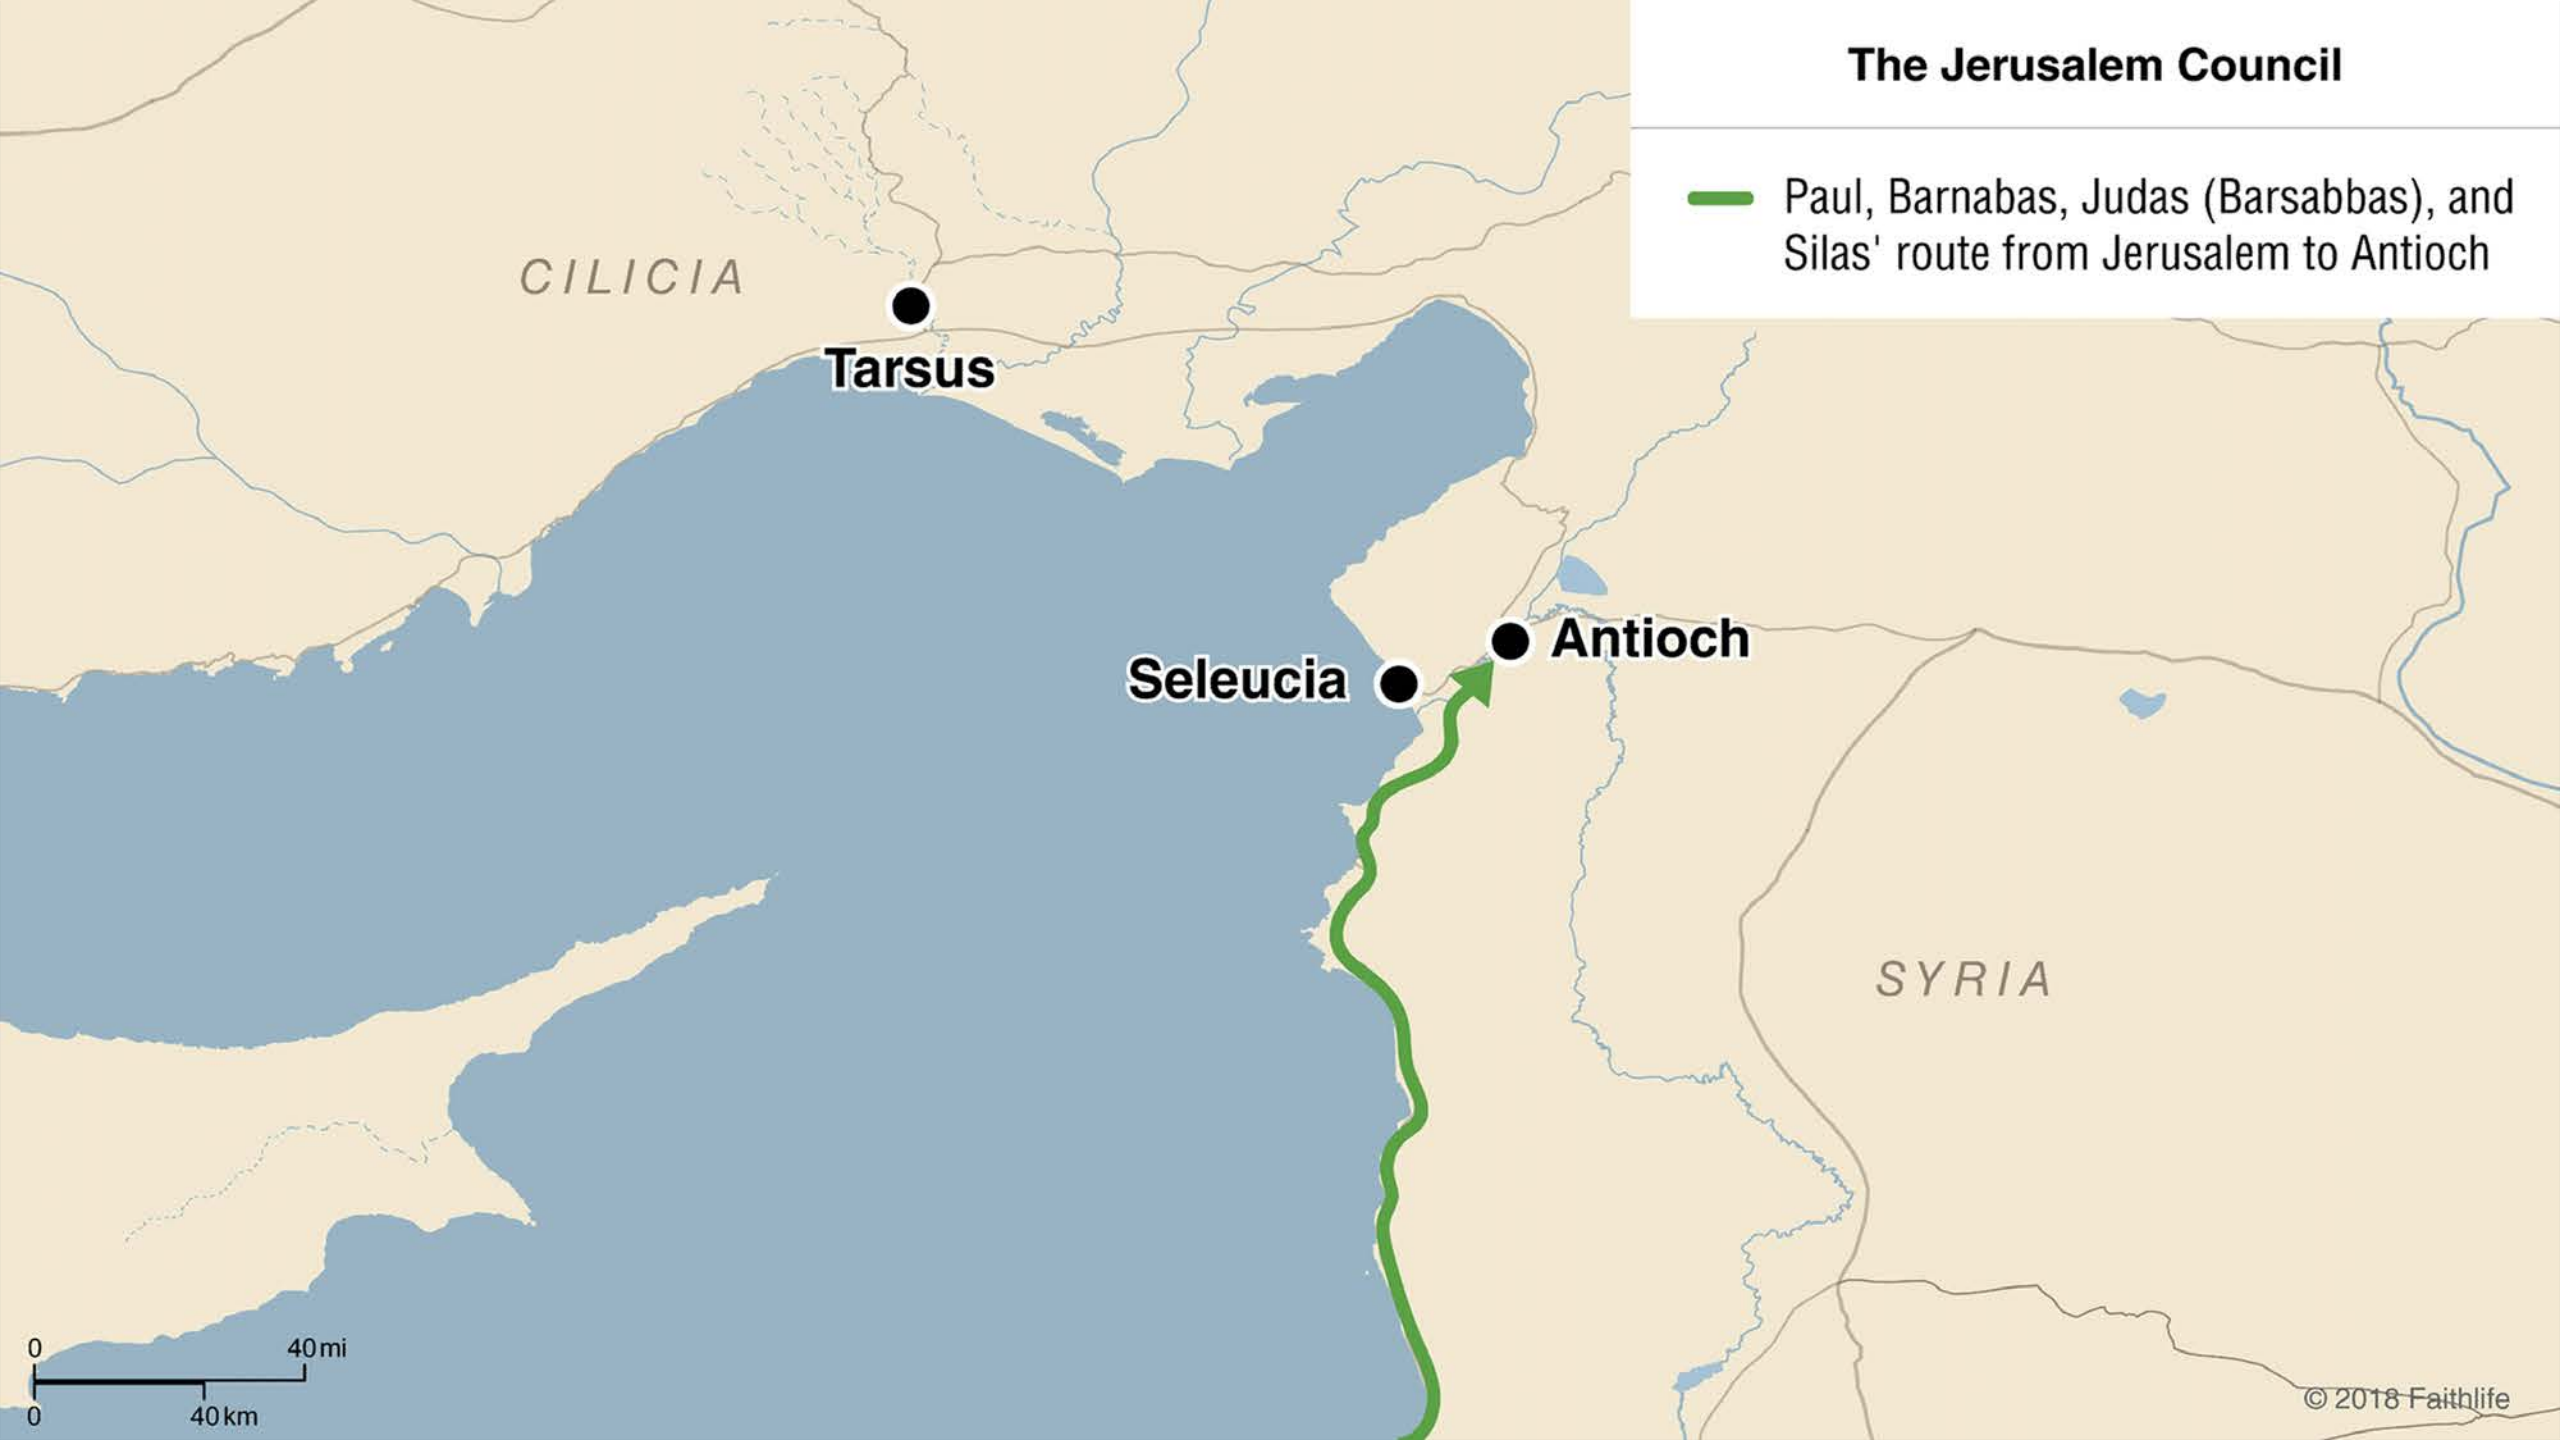 The Jerusalem Council
Paul, Barnabas, Judas (Barsabbas), and
Silas' route from Jerusalem to Antioch
CILICIA
Tarsus
Antioch
Seleucia
SYRIA
0 40 mi
0 40 km
© 2018 Faithlife